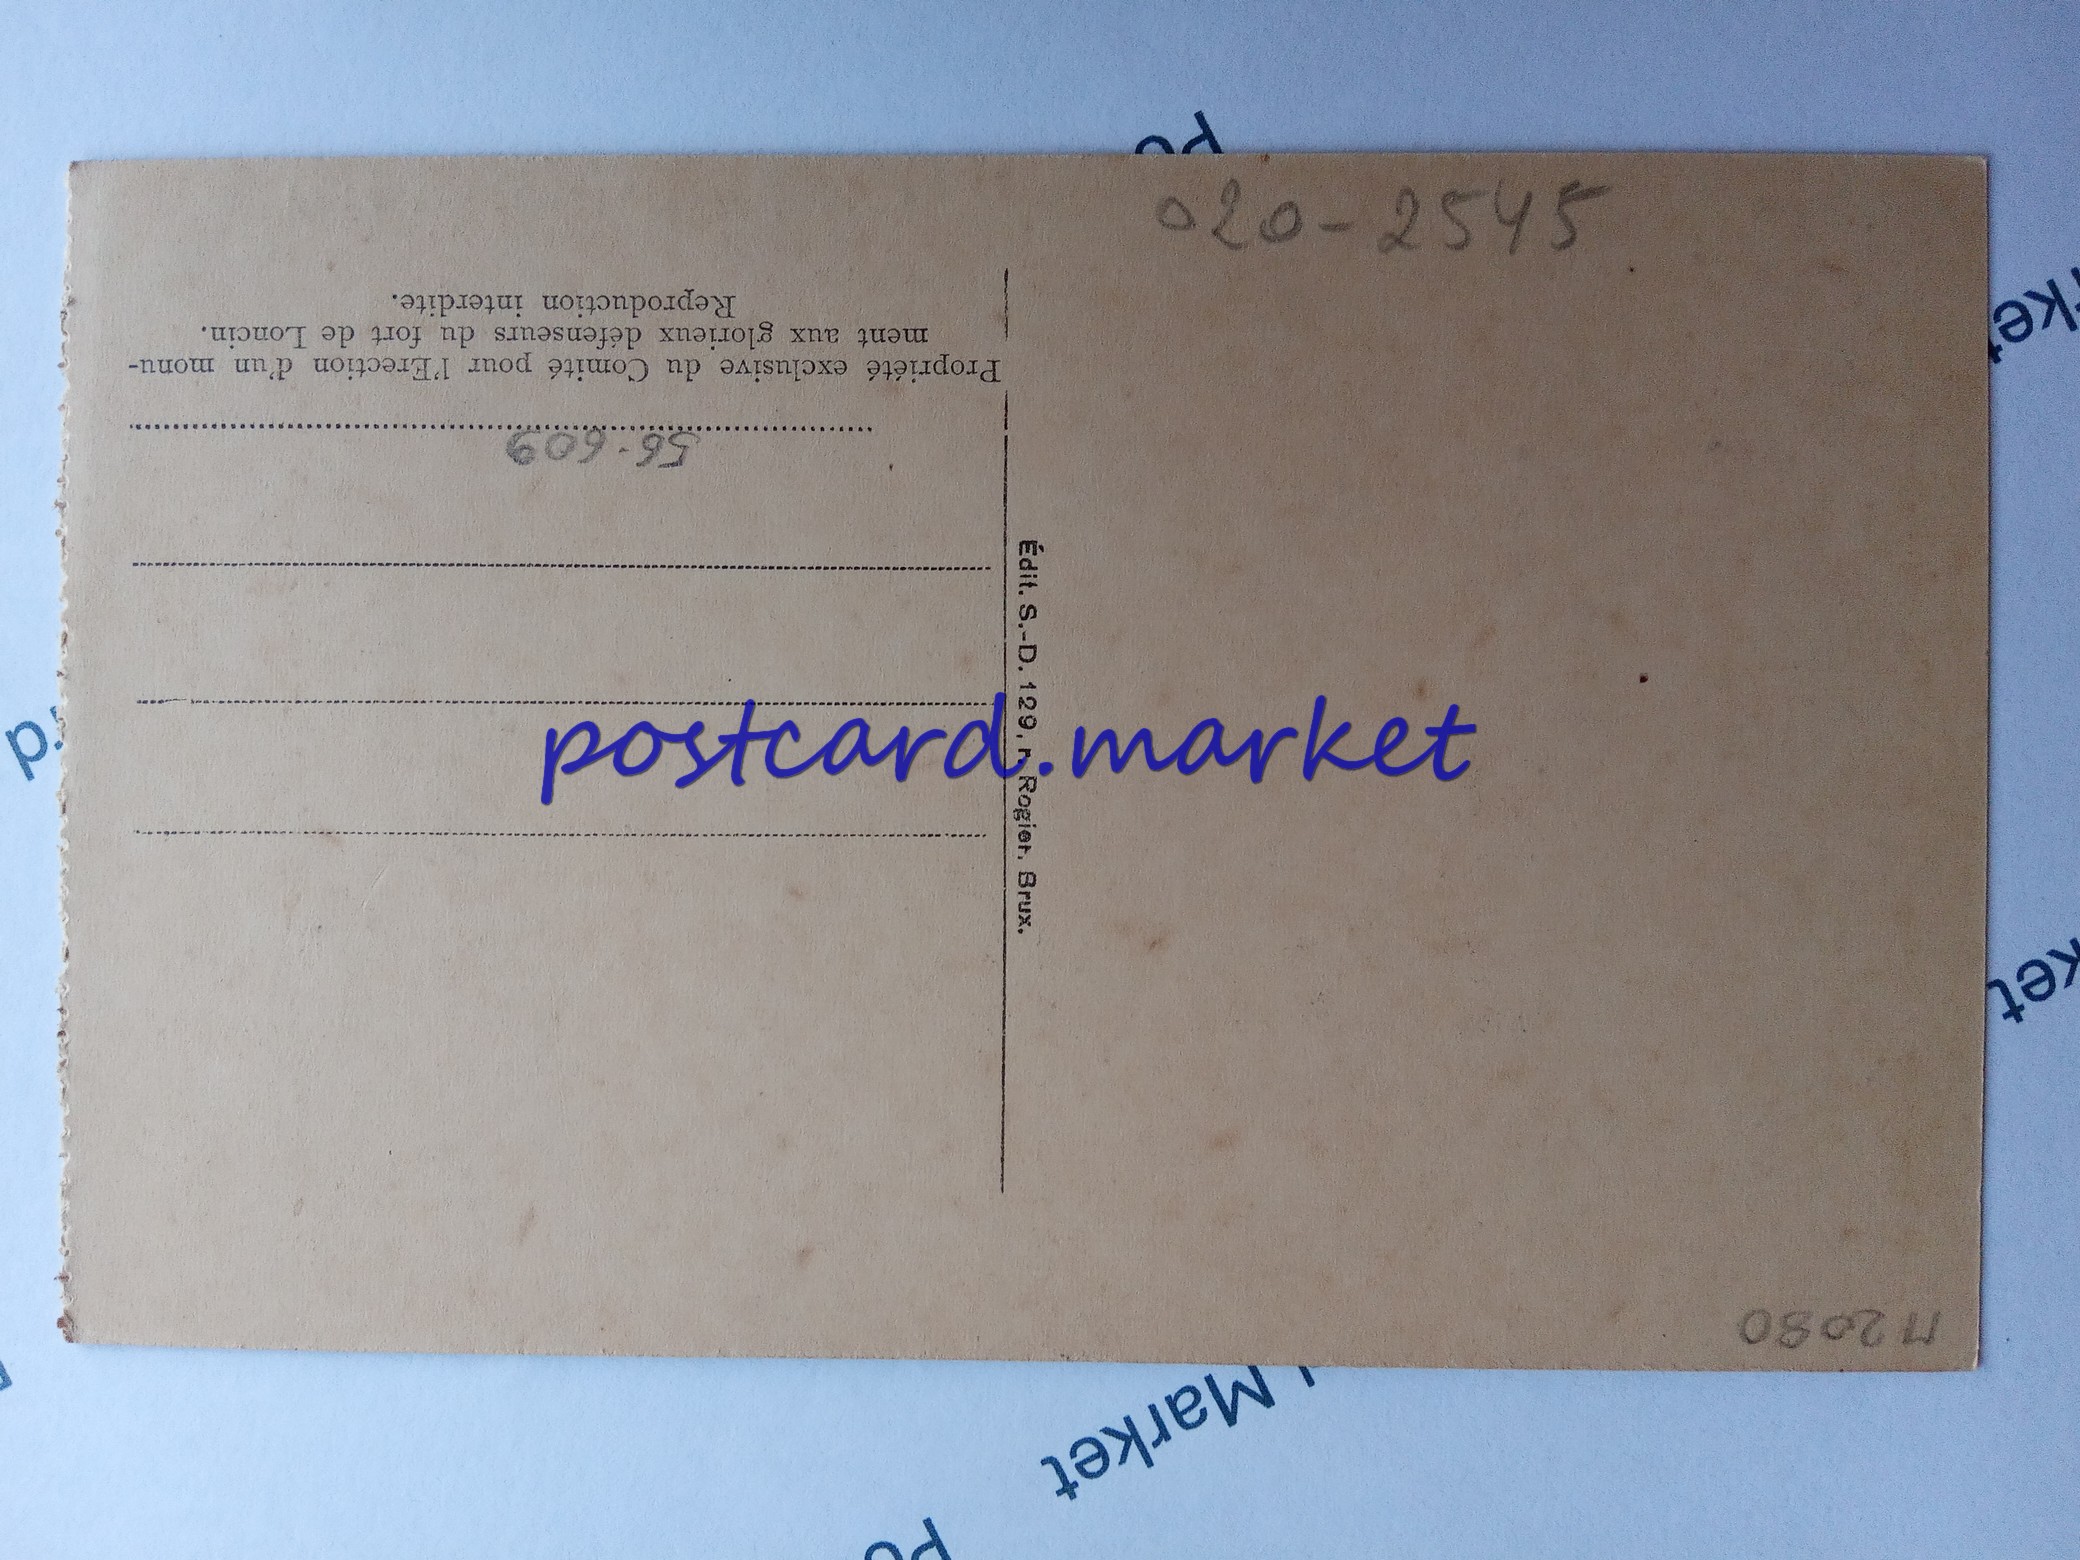 020-2545
Propriété exclusive du Comité pour l'Erection d'un monu-
ment aux glorieux défenseurs du fort de Loncin.
Reproduction interdite.
56-609
Édit. S.-D. 129, r. Rogier, Brux.
postcard.market
2080
Market